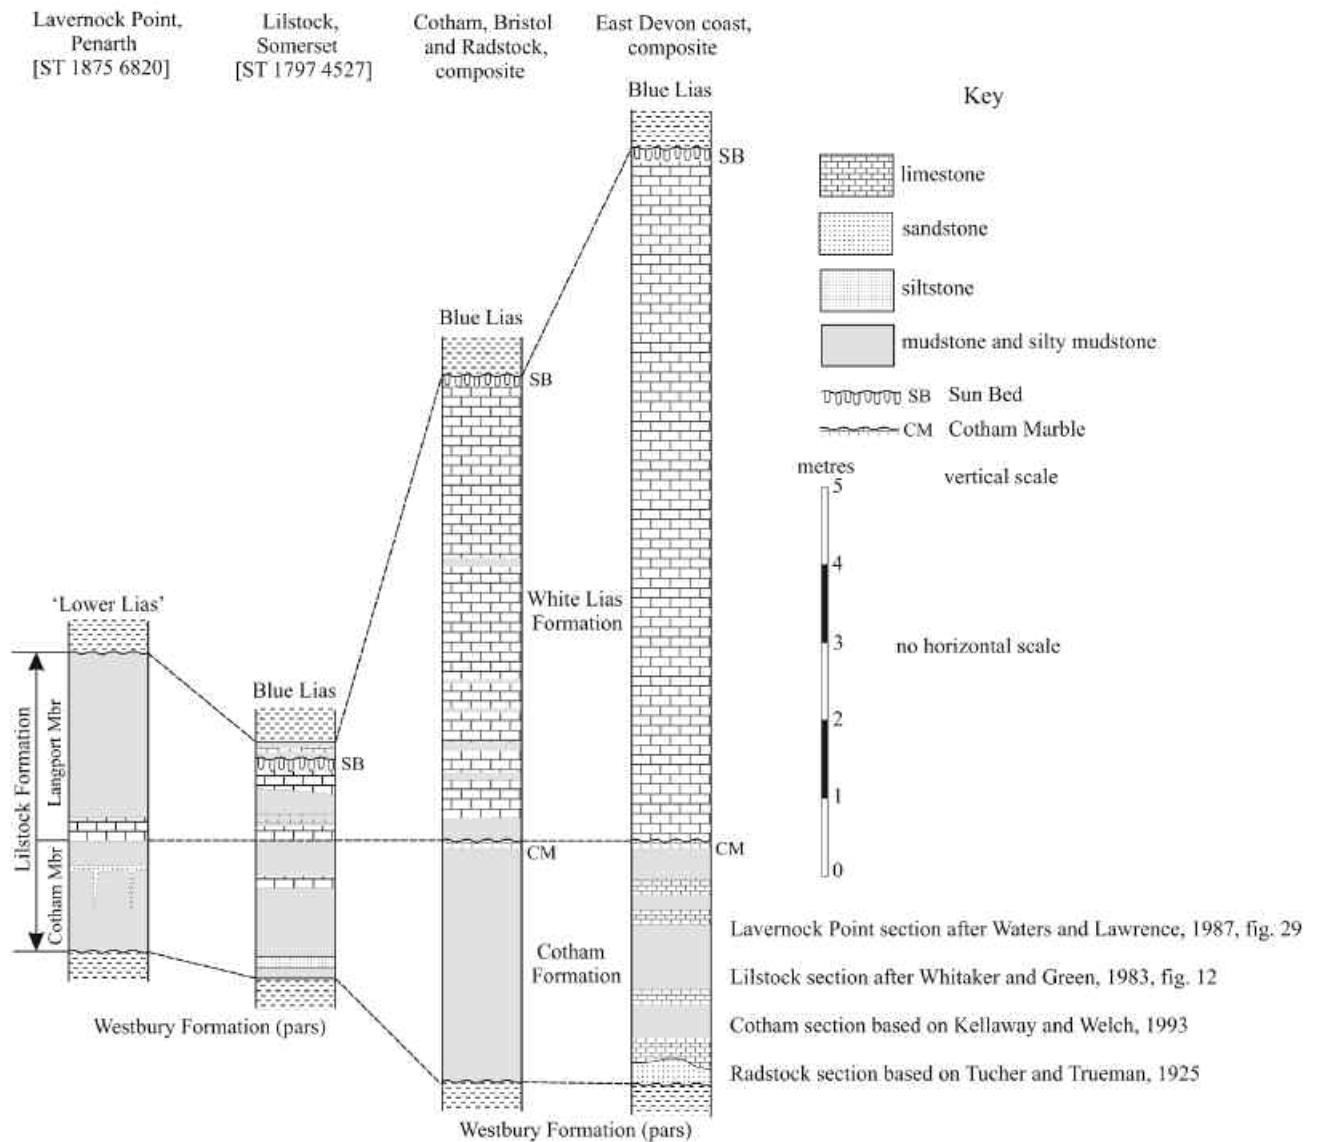 Lavernock Point,
Penarth
[ST 1875 6820]
Lilstock,
Somerset
[ST 1797 4527]
Cotham, Bristol
and Radstock,
composite
East Devon coast,
composite
Blue Lias
SB
Key
limestone
sandstone
siltstone
mudstone and silty mudstone
SB Sun Bed
CM Cotham Marble
metres
vertical scale
5
4
3
2
1
0
no horizontal scale
Blue Lias
SB
White Lias
Formation
'Lower Lias'
Blue Lias
SB
Lilstock Formation
Langport Mbr
Cotham Mbr
CM
CM
Cotham
Formation
Westbury Formation (pars)
Westbury Formation (pars)
Lavernock Point section after Waters and Lawrence, 1987, fig. 29
Lilstock section after Whitaker and Green, 1983, fig. 12
Cotham section based on Kellaway and Welch, 1993
Radstock section based on Tucher and Trueman, 1925